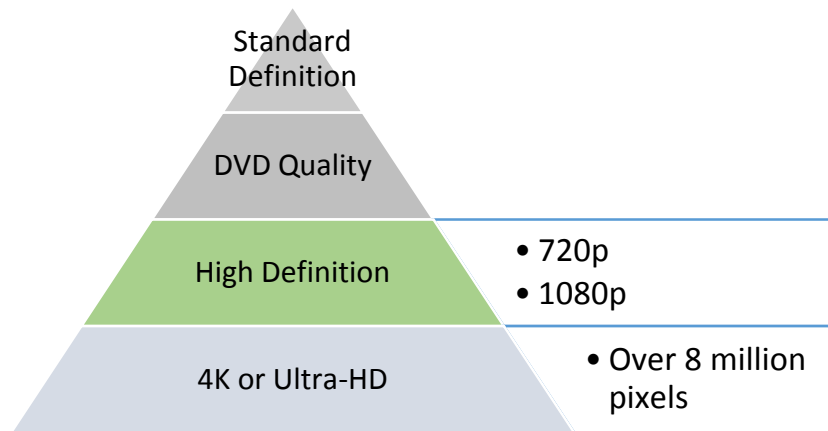 Standard
Definition
DVD Quality
High Definition
• 720p
• 1080p
4K or Ultra-HD
• Over 8 million
pixels